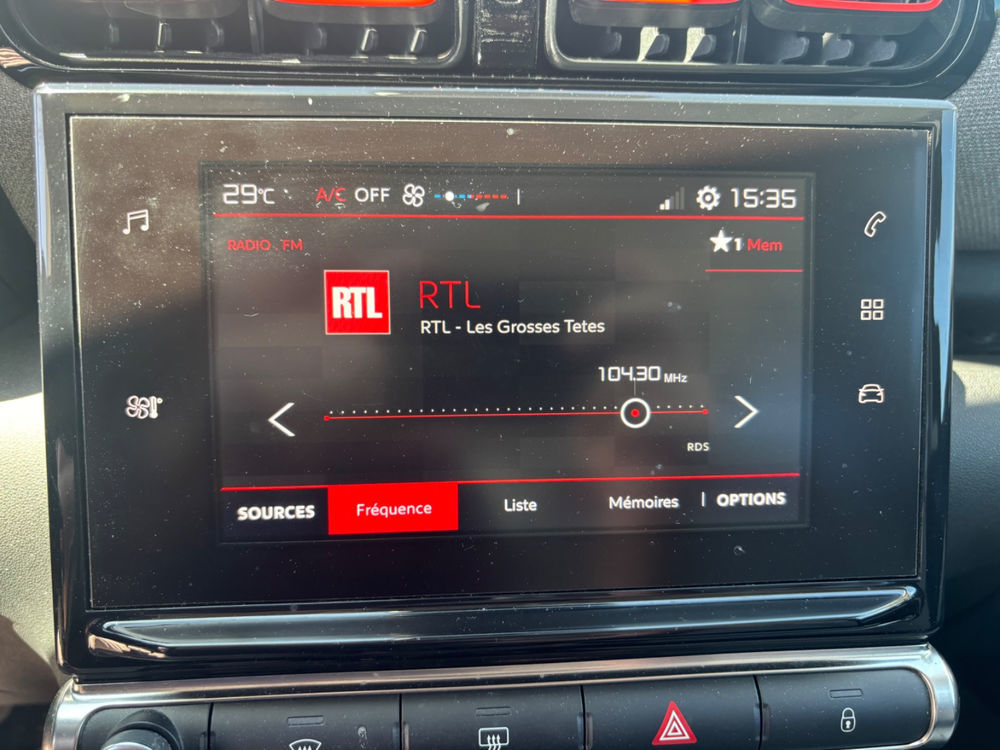 29°C A/C OFF 15:35
RADIO FM
1 Mem
RTL
RTL
RTL - Les Grosses Tetes
104.30 MHz
RDS
SOURCES Fréquence Liste Mémoires OPTIONS